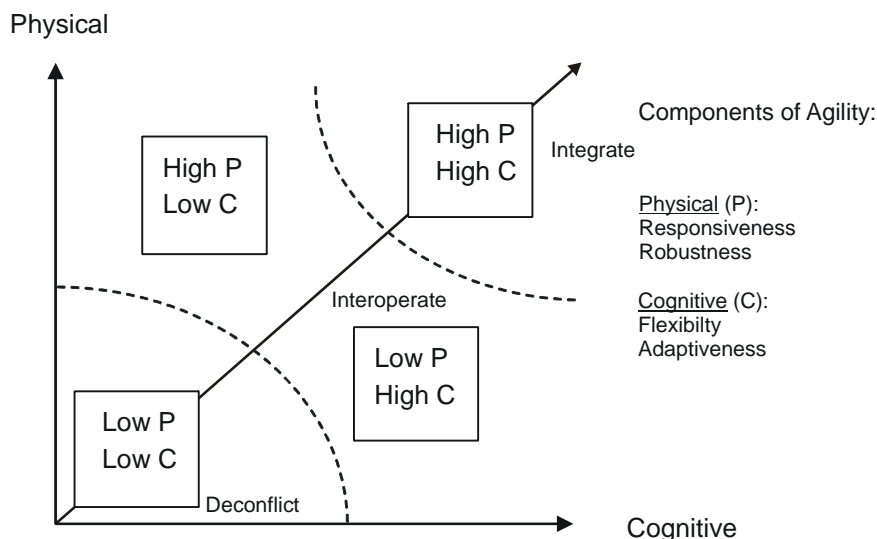 Physical
High P
Low C
High P
High C
Integrate
Interoperate
Low P
High C
Low P
Low C
Deconflict
Cognitive
Components of Agility:
Physical (P):
Responsiveness
Robustness
Cognitive (C):
Flexibilty
Adaptiveness